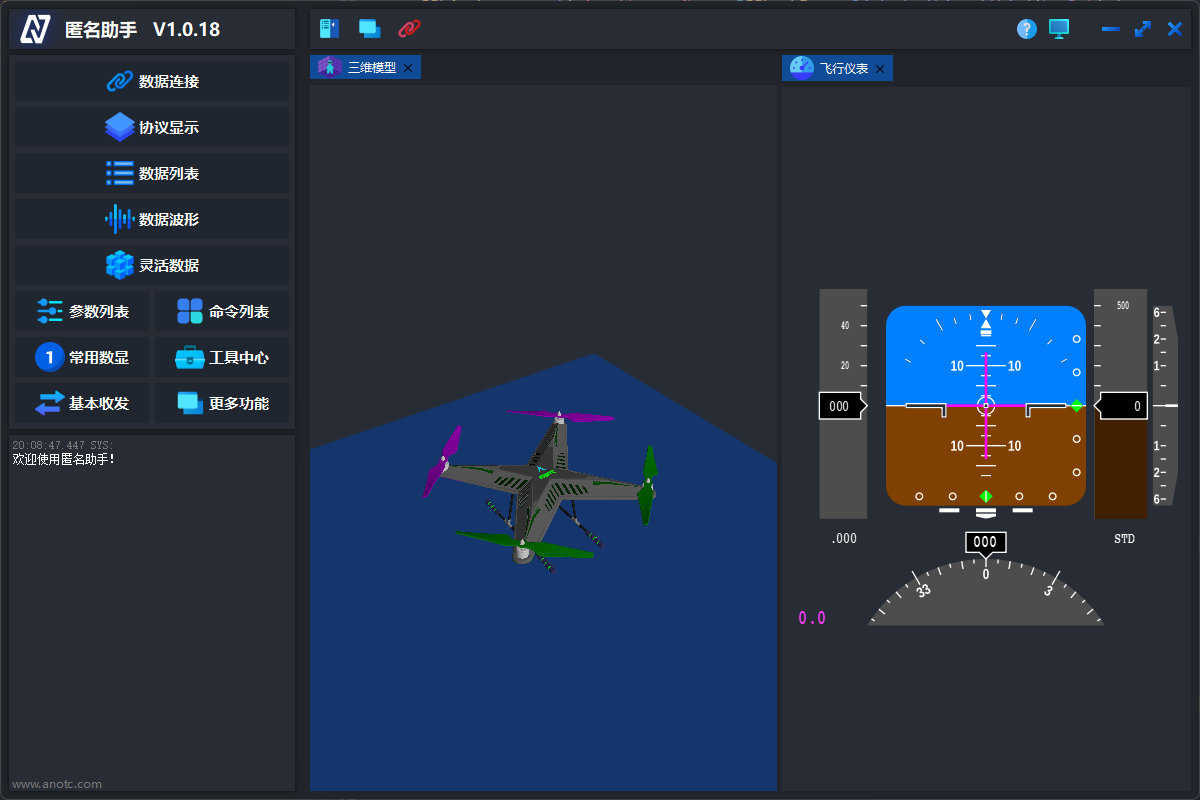 匿名助手 V1.0.18
数据连接
协议显示
数据列表
数据波形
灵活数据
参数列表 命令列表
常用数显 工具中心
基本收发 更多功能
20:08:47.447 SYS:
欢迎使用匿名助手!
www.anotc.com
三维模型
飞行仪表
40
20
000
.000
10 10
10 10
500
0
STD
6
2
1
1
2
6
000
0
33
3
0.0